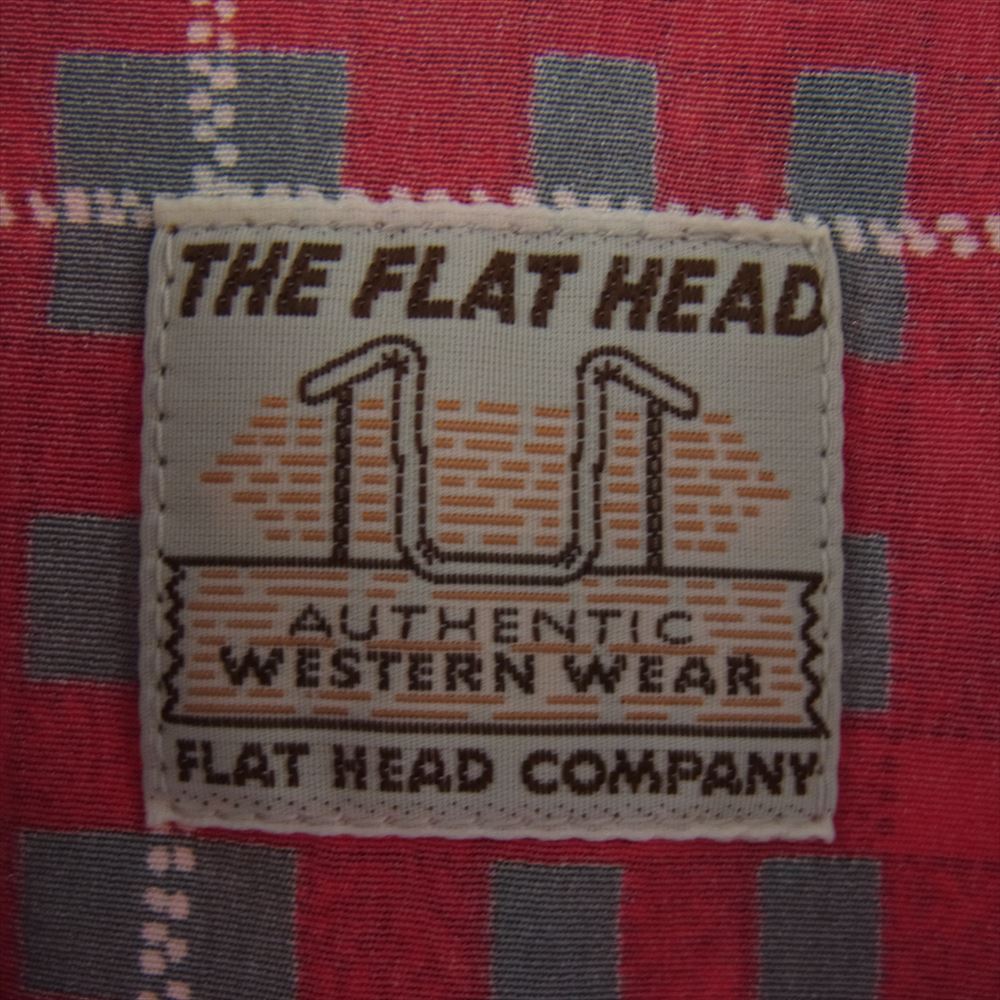 THE FLAT HEAD
AUTHENTIC
WESTERN WEAR
FLAT HEAD COMPANY